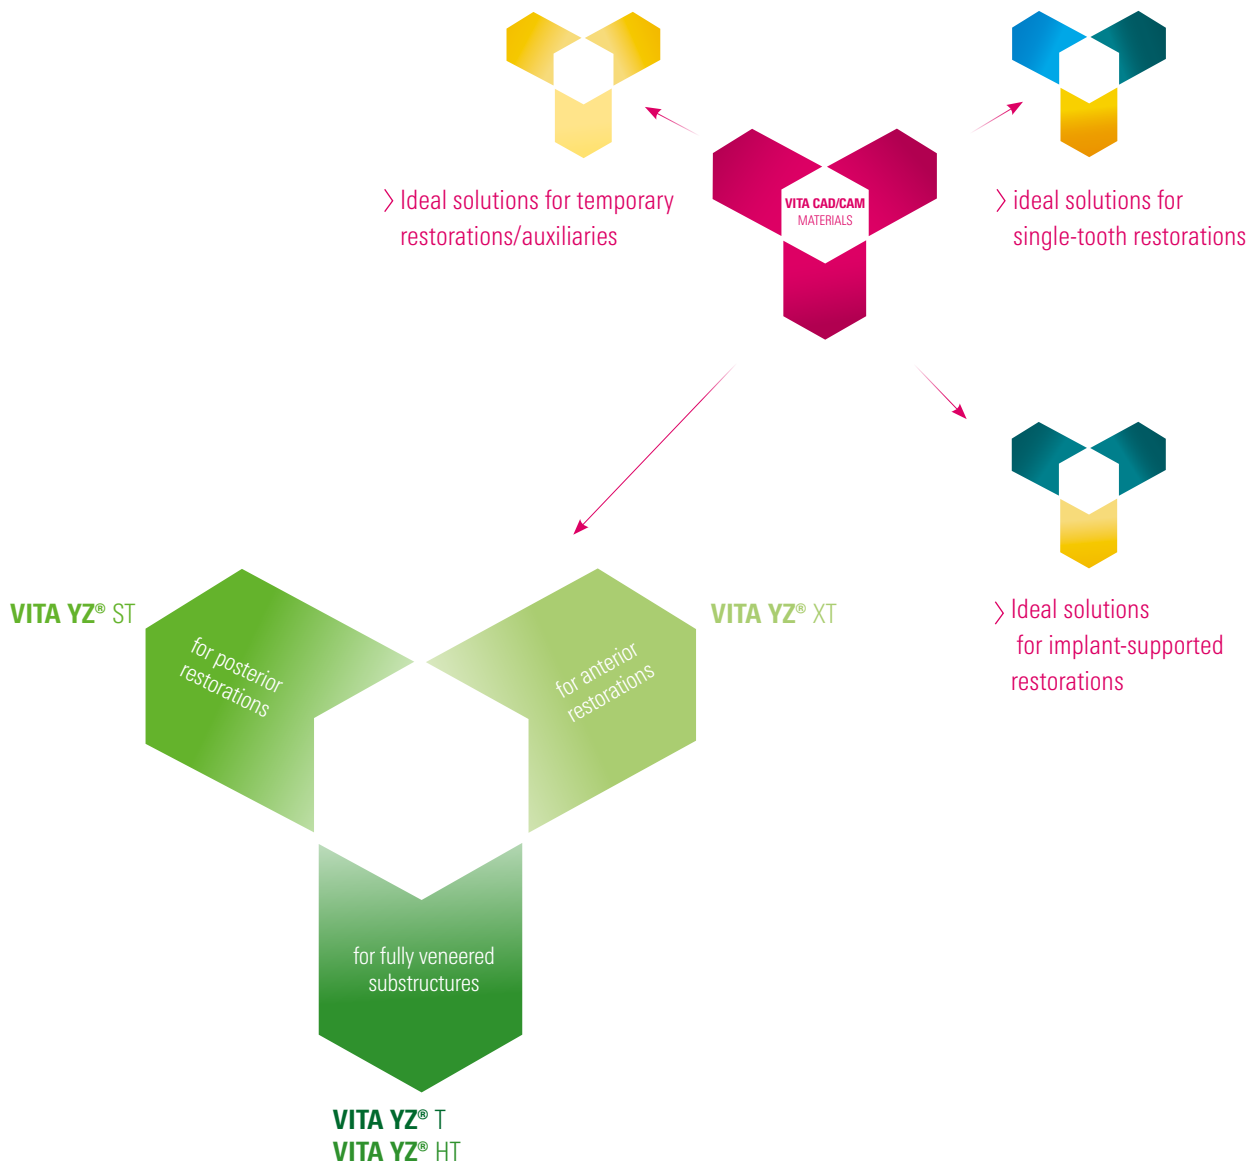 VITA CAD/CAM
MATERIALS
〉Ideal solutions for temporary
restorations/auxiliaries
〉ideal solutions for
single-tooth restorations
〉Ideal solutions
for implant-supported
restorations
VITA YZ® ST
for posterior
restorations
for anterior
restorations
VITA YZ® XT
for fully veneered
substructures
VITA YZ® T
VITA YZ® HT